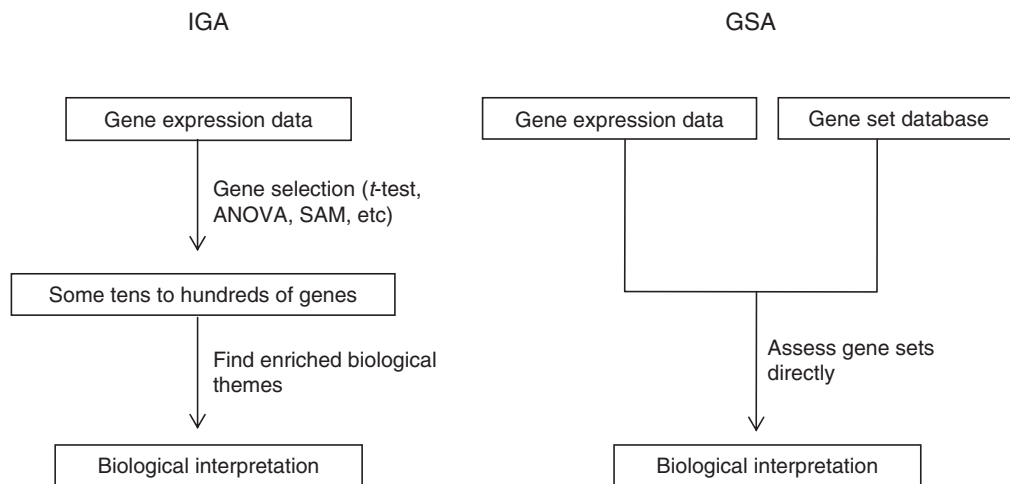 IGA
Gene expression data
Gene selection (t-test,
ANOVA, SAM, etc)
Some tens to hundreds of genes
Find enriched biological
themes
Biological interpretation
GSA
Gene expression data
Gene set database
Assess gene sets
directly
Biological interpretation